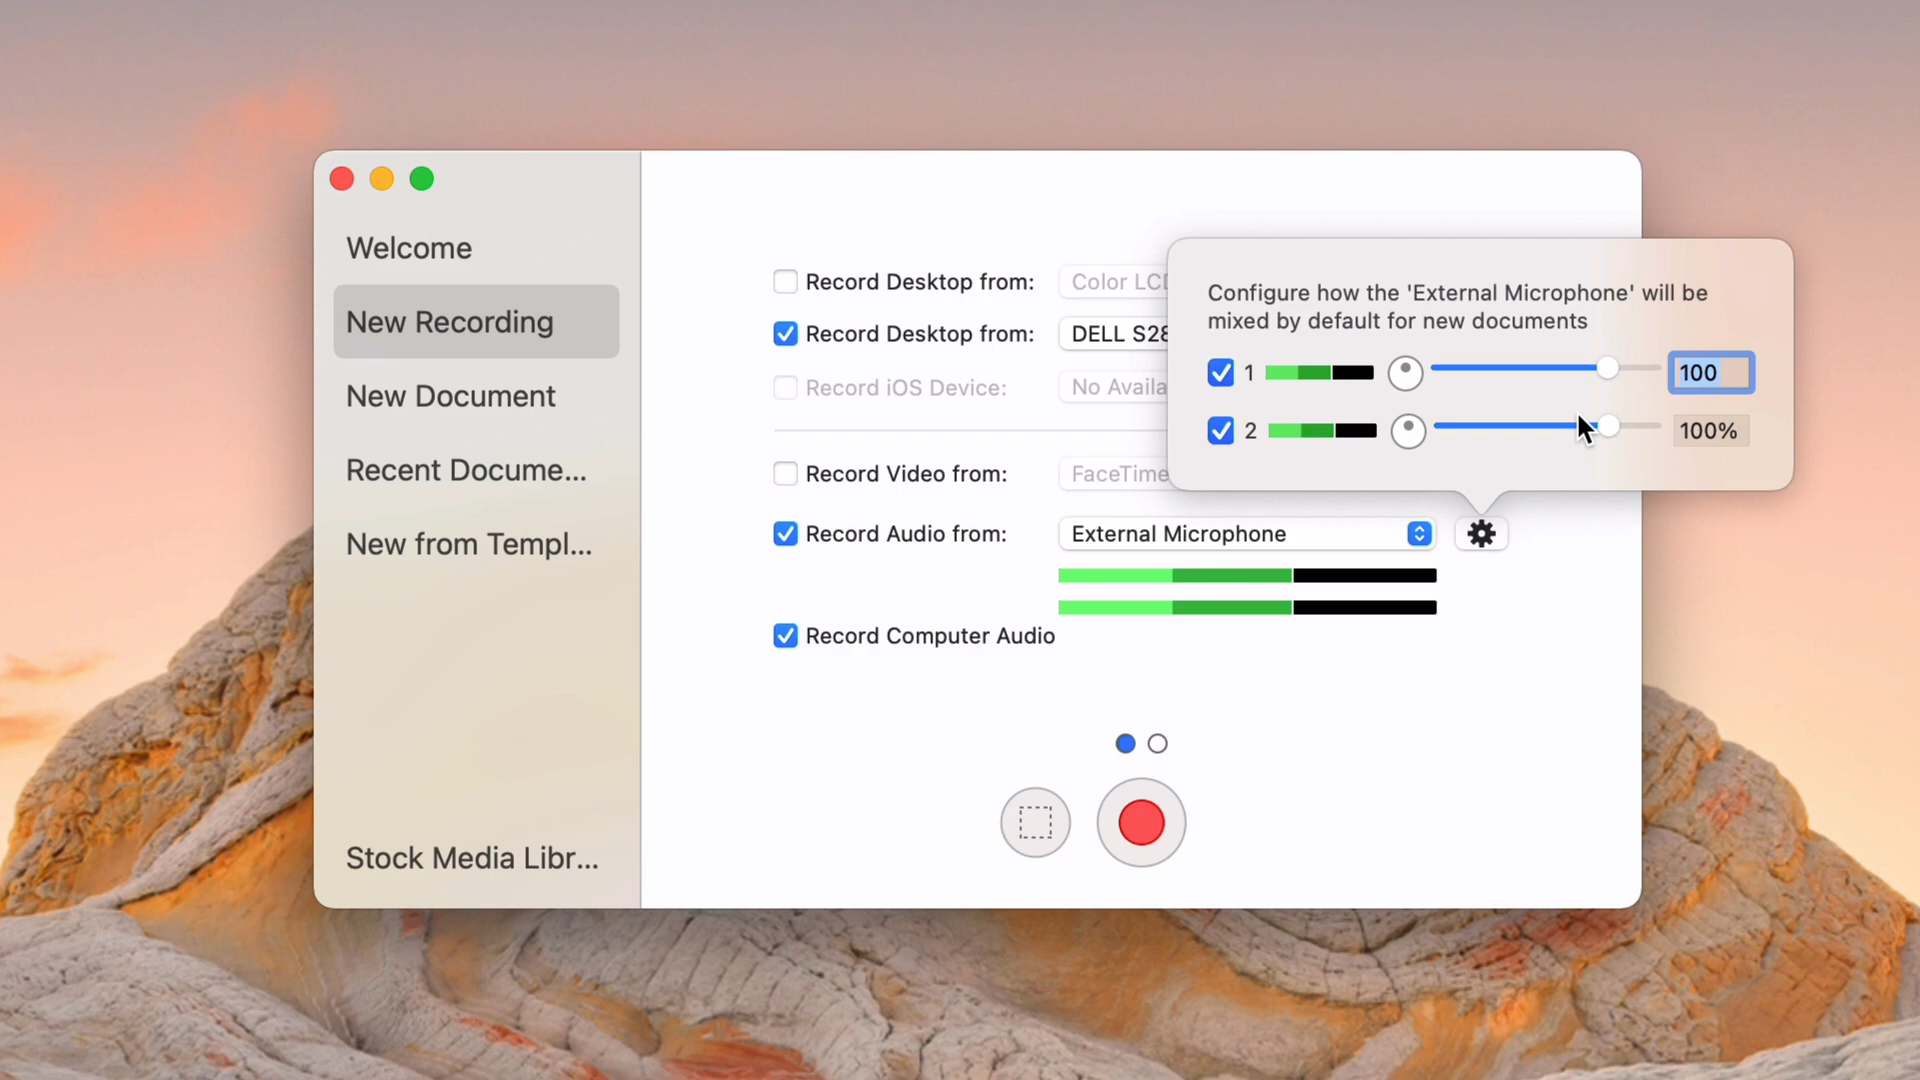 Welcome
New Recording
New Document
Recent Docume...
New from Templ...
Stock Media Libr...
Record Desktop from:
Color LCD
Record Desktop from:
DELL S28
Record iOS Device:
No Availa
Record Video from:
FaceTime
Record Audio from:
External Microphone
Record Computer Audio
Configure how the 'External Microphone' will be
mixed by default for new documents
1
100
2
100%